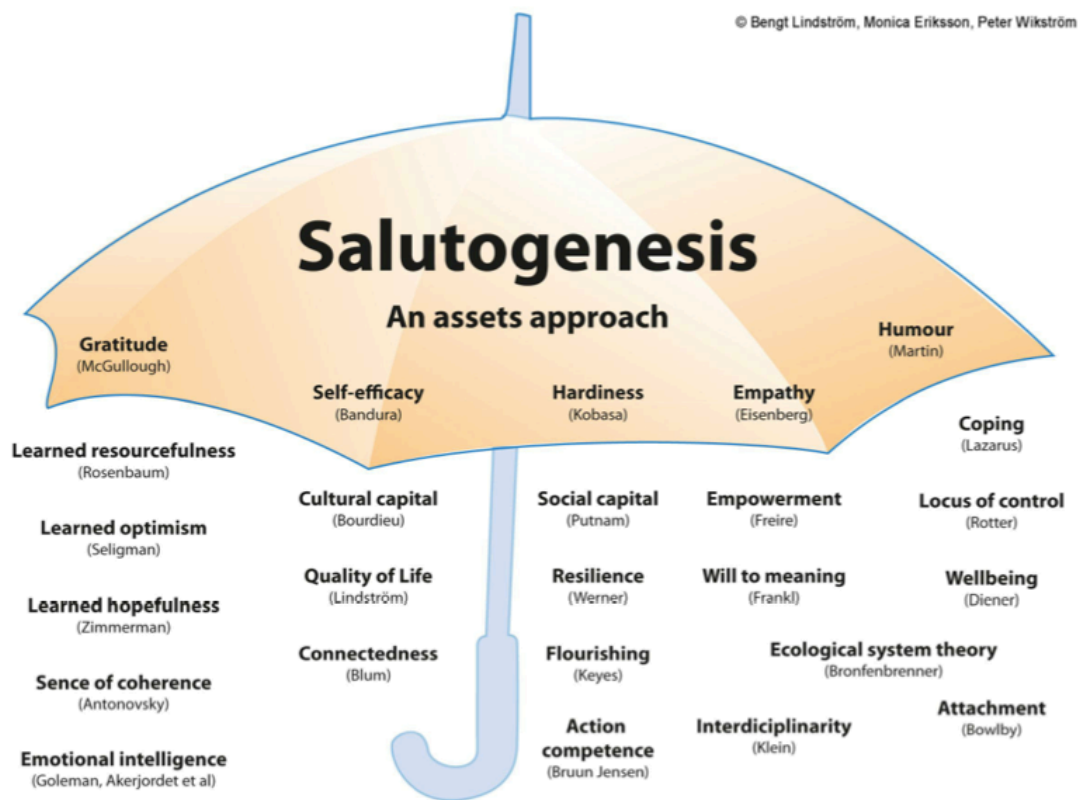 © Bengt Lindström, Monica Eriksson, Peter Wikström
Salutogenesis
An assets approach
Gratitude
(McGullough)
Humour
(Martin)
Self-efficacy
(Bandura)
Hardiness
(Kobasa)
Empathy
(Eisenberg)
Coping
(Lazarus)
Learned resourcefulness
(Rosenbaum)
Cultural capital
(Bourdieu)
Social capital
(Putnam)
Empowerment
(Freire)
Locus of control
(Rotter)
Learned optimism
(Seligman)
Quality of Life
(Lindström)
Resilience
(Werner)
Will to meaning
(Frankl)
Wellbeing
(Diener)
Learned hopefulness
(Zimmerman)
Connectedness
(Blum)
Flourishing
(Keyes)
Ecological system theory
(Bronfenbrenner)
Sence of coherence
(Antonovsky)
Action
competence
(Bruun Jensen)
Interdiciplinarity
(Klein)
Attachment
(Bowlby)
Emotional intelligence
(Goleman, Akerjordet et al)